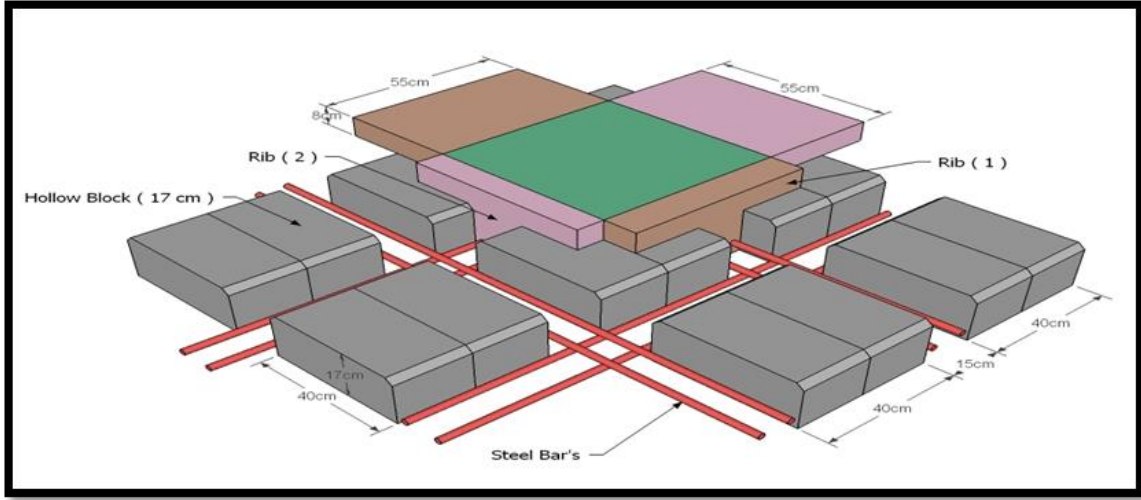 55cm
55cm
8cm
Rib ( 2 )
Rib ( 1 )
Hollow Block ( 17 cm )
17cm
40cm
40cm
15cm
40cm
Steel Bar's